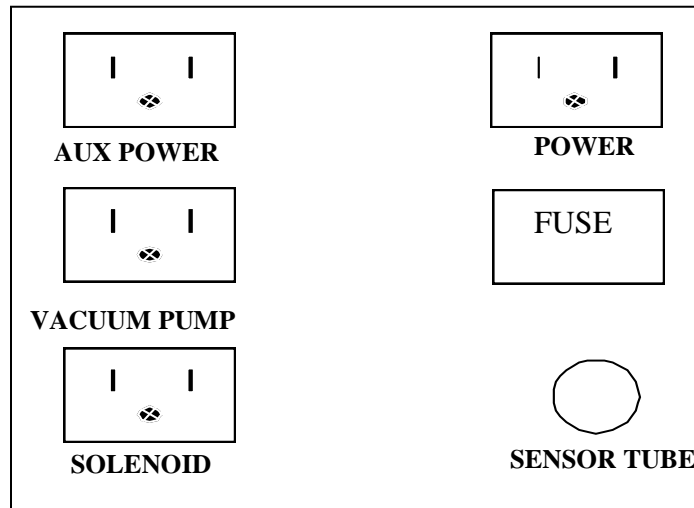 AUX POWER
POWER
FUSE
VACUUM PUMP
SOLENOID
SENSOR TUBE